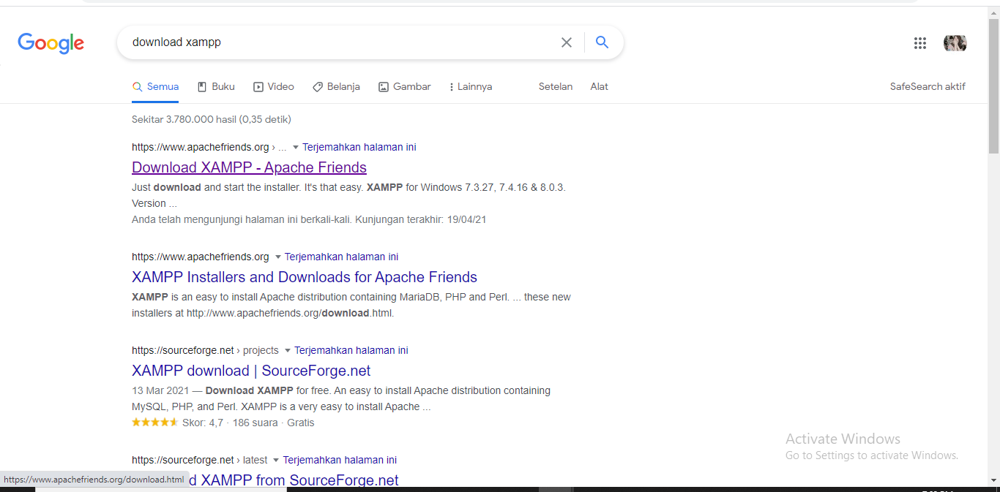 Google
download xampp
Semua Buku Video Belanja Gambar Lainnya Setelan Alat SafeSearch aktif
Sekitar 3.780.000 hasil (0,35 detik)
https://www.apachefriends.org › ... Terjemahkan halaman ini
Download XAMPP - Apache Friends
Just download and start the installer. It's that easy. XAMPP for Windows 7.3.27, 7.4.16 & 8.0.3.
Version ...
Anda telah mengunjungi halaman ini berkali-kali. Kunjungan terakhir: 19/04/21
https://www.apachefriends.org Terjemahkan halaman ini
XAMPP Installers and Downloads for Apache Friends
XAMPP is an easy to install Apache distribution containing MariaDB, PHP and Perl. ... these new
installers at http://www.apachefriends.org/download.html.
https://sourceforge.net › projects Terjemahkan halaman ini
XAMPP download | SourceForge.net
13 Mar 2021 — Download XAMPP for free. An easy to install Apache distribution containing
MySQL, PHP, and Perl. XAMPP is a very easy to install Apache ...
Skor: 4,7 · 186 suara · Gratis
Activate Windows
Go to Settings to activate Windows.
https://sourceforge.net › latest Terjemahkan halaman ini
d XAMPP from SourceForge.net
https://www.apachefriends.org/download.html